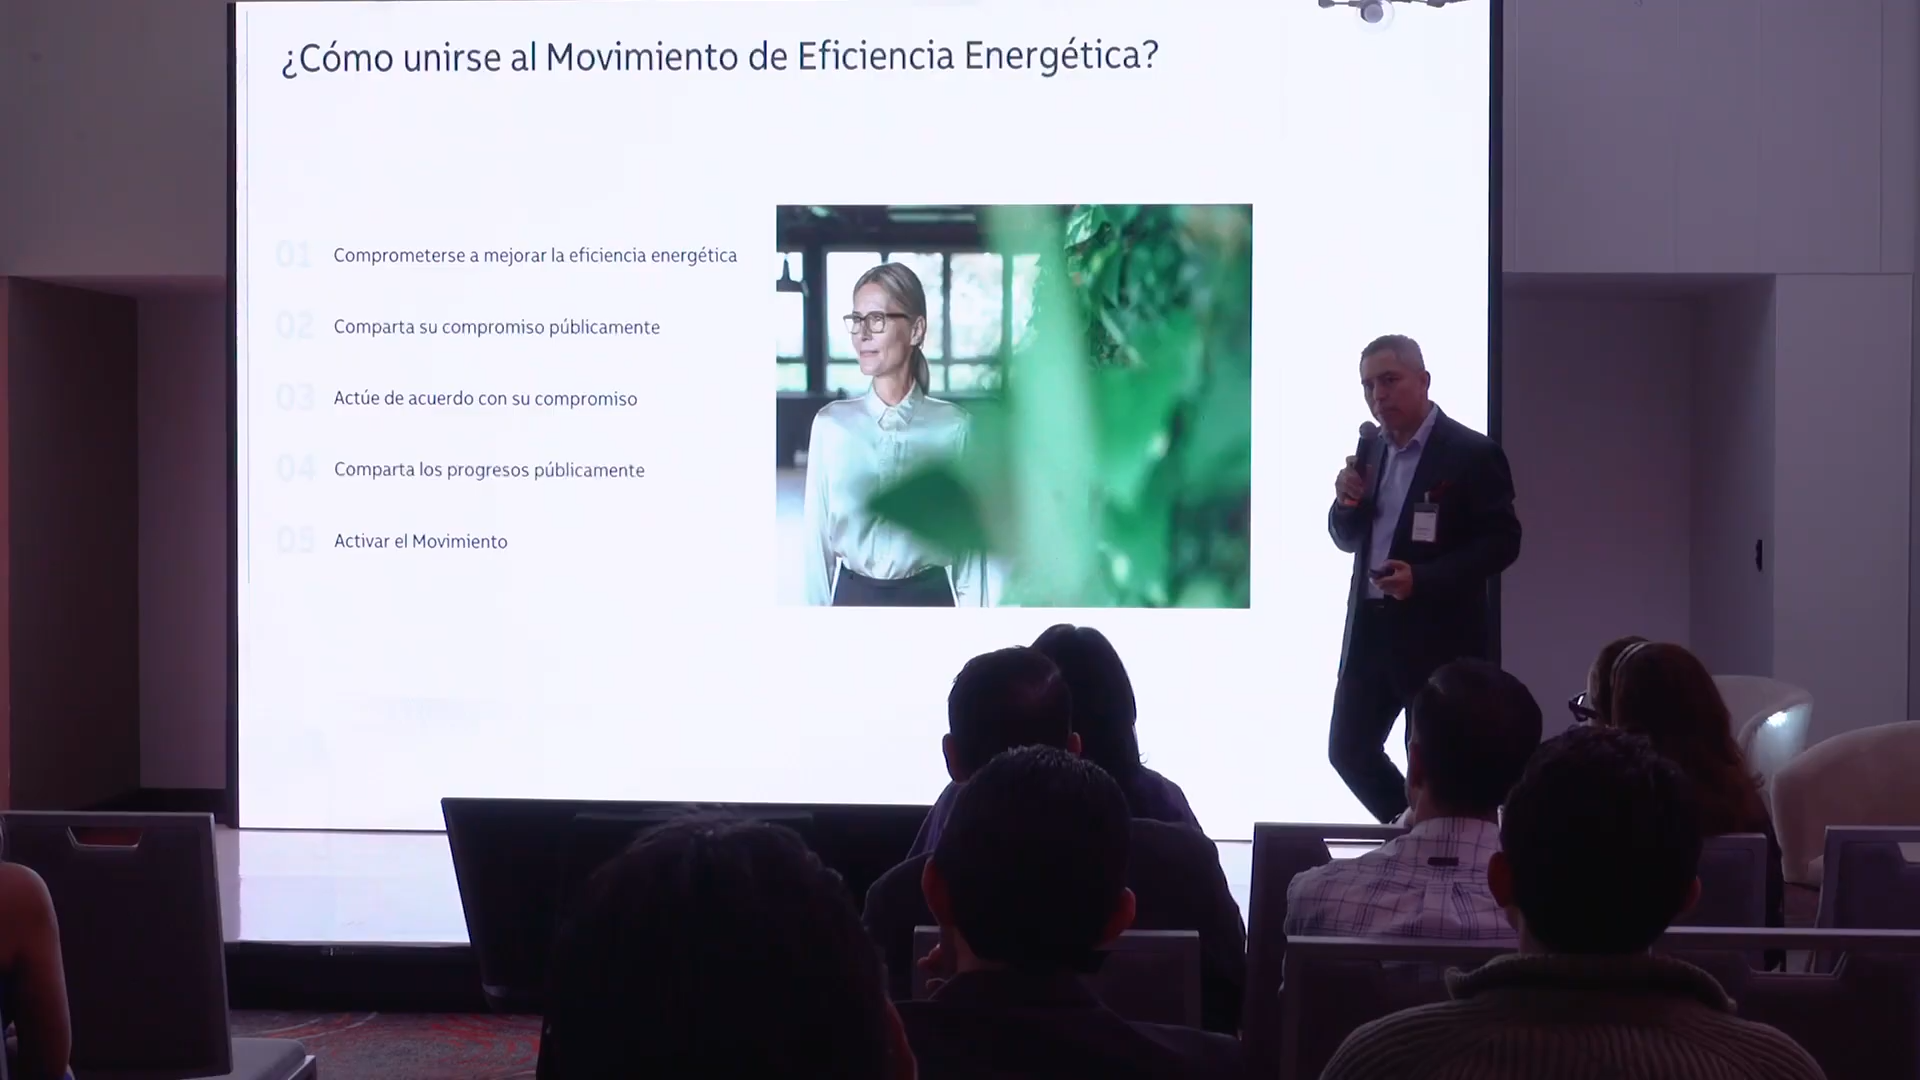 ¿Cómo unirse al Movimiento de Eficiencia Energética?
01 Comprometerse a mejorar la eficiencia energética
02 Comparta su compromiso públicamente
03 Actúe de acuerdo con su compromiso
04 Comparta los progresos públicamente
05 Activar el Movimiento